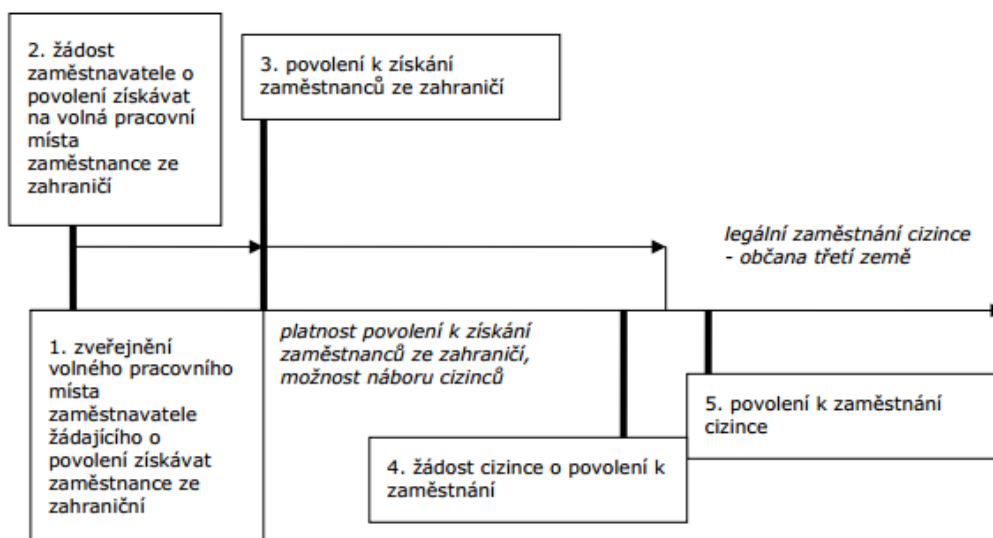 2. žádost
zaměstnavatele o
povolení získávat
na volná pracovní
místa
zaměstnance ze
zahraničí
3. povolení k získání
zaměstnanců ze zahraničí
legální zaměstnání cizince
- občana třetí země
1. zveřejnění
volného pracovního
místa
zaměstnavatele
žádajícího o
povolení získávat
zaměstnance ze
zahraniční
platnost povolení k získání
zaměstnanců ze zahraničí,
možnost náboru cizinců
4. žádost cizince o povolení k
zaměstnání
5. povolení k zaměstnání
cizince